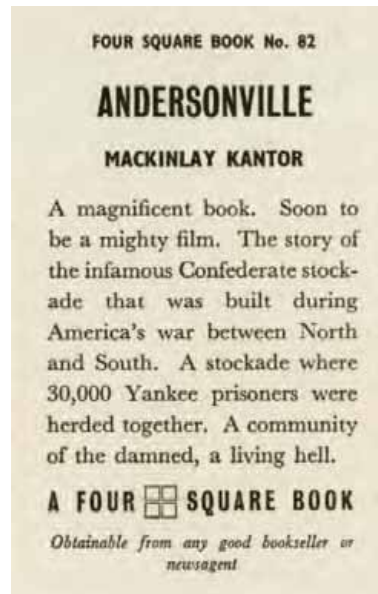 FOUR SQUARE BOOK No. 82
ANDERSONVILLE
MACKINLAY KANTOR
A magnificent book. Soon to
be a mighty film. The story of
the infamous Confederate stock-
ade that was built during
America's war between North
and South. A stockade where
30,000 Yankee prisoners were
herded together. A community
of the damned, a living hell.
A FOUR SQUARE BOOK
Obtainable from any good bookseller or
newsagent